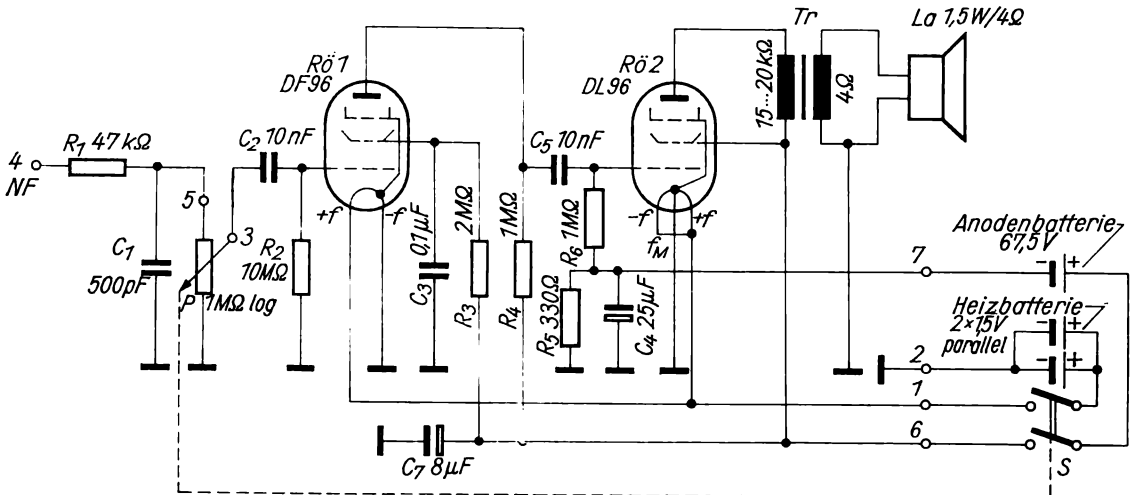 4
NF
R1 47 kΩ
C1
500pF
5
3
P
1MΩ log
C2 10nF
R2
10MΩ
Rö1
DF96
+f
-f
0,1µF
C3
2MΩ
R3
1MΩ
R4
C5 10nF
Rö2
DL96
-f
+f
fM
1MΩ
R6
R5 330Ω
C4 25µF
C7 8µF
Tr
15...20kΩ
4Ω
La 1,5W/4Ω
7
2
1
6
Anodenbatterie
67,5V
- +
Heizbatterie
2×1,5V
parallel
- +
- +
S